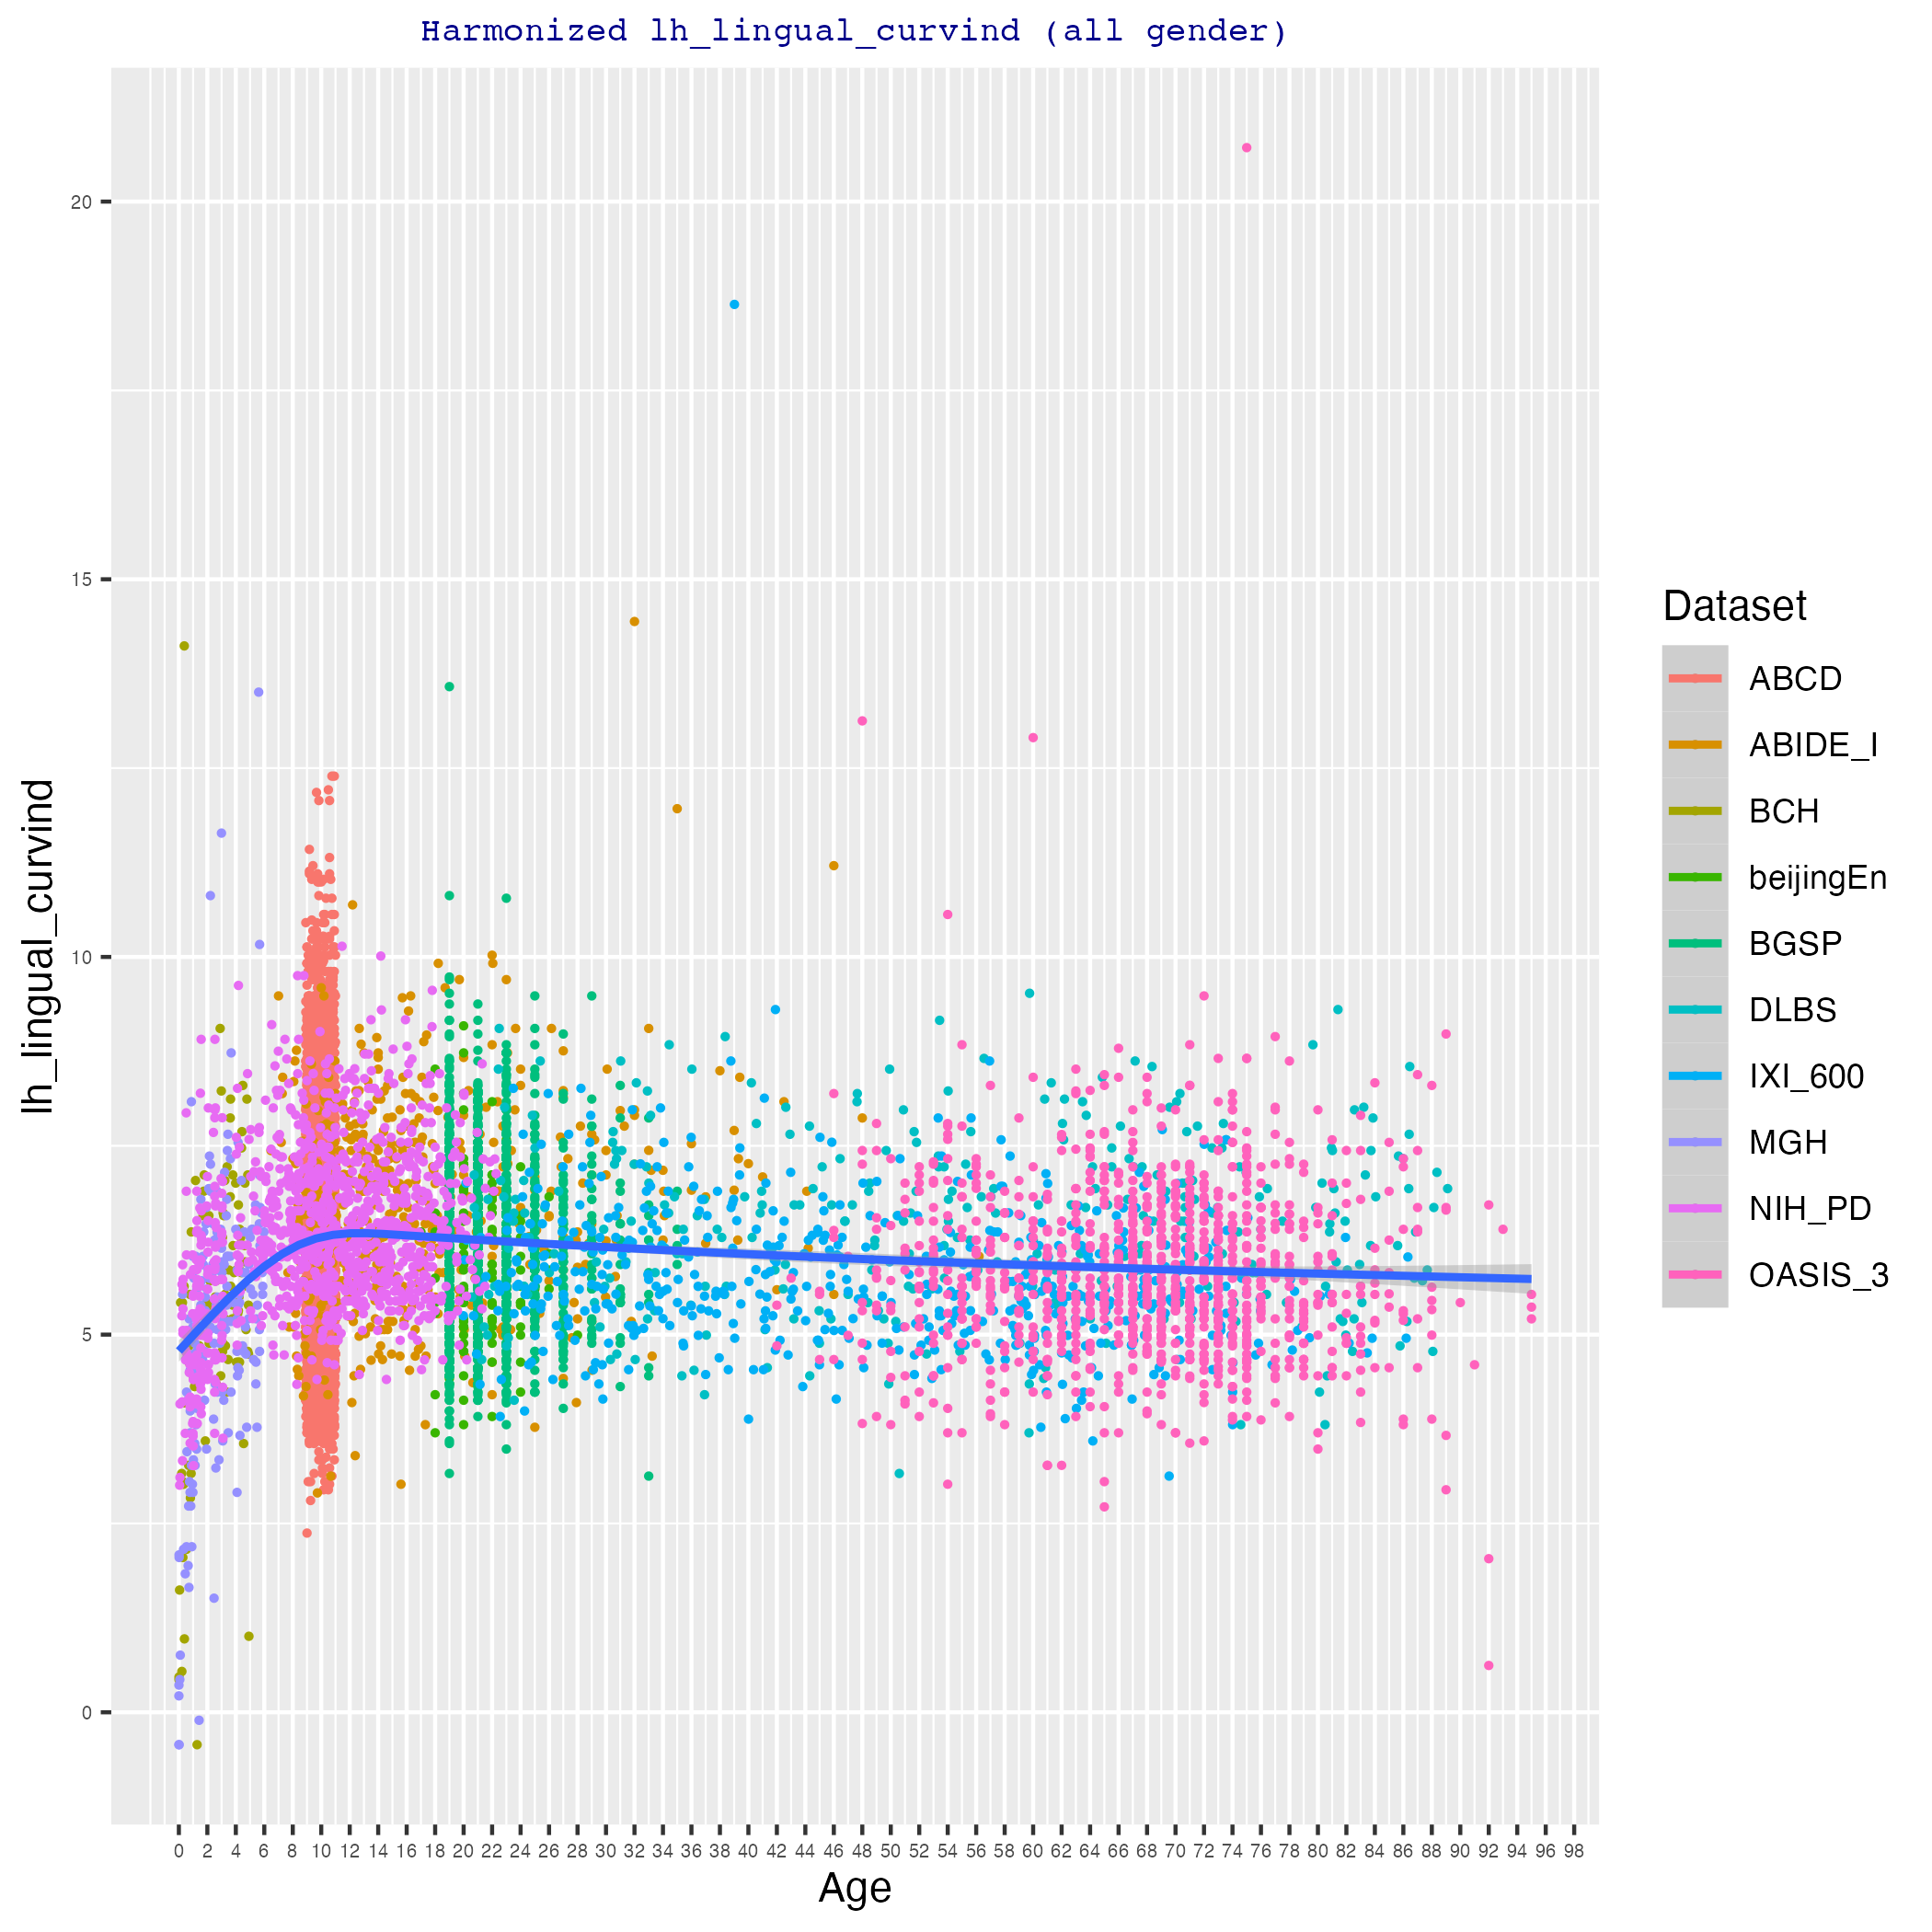 Harmonized lh_lingual_curvind (all gender)
lh_lingual_curvind
20
15
10
5
0
0 2 4 6 8 10 12 14 16 18 20 22 24 26 28 30 32 34 36 38 40 42 44 46 48 50 52 54 56 58 60 62 64 66 68 70 72 74 76 78 80 82 84 86 88 90 92 94 96 98
Age
Dataset
ABCD
ABIDE_I
BCH
beijingEn
BGSP
DLBS
IXI_600
MGH
NIH_PD
OASIS_3